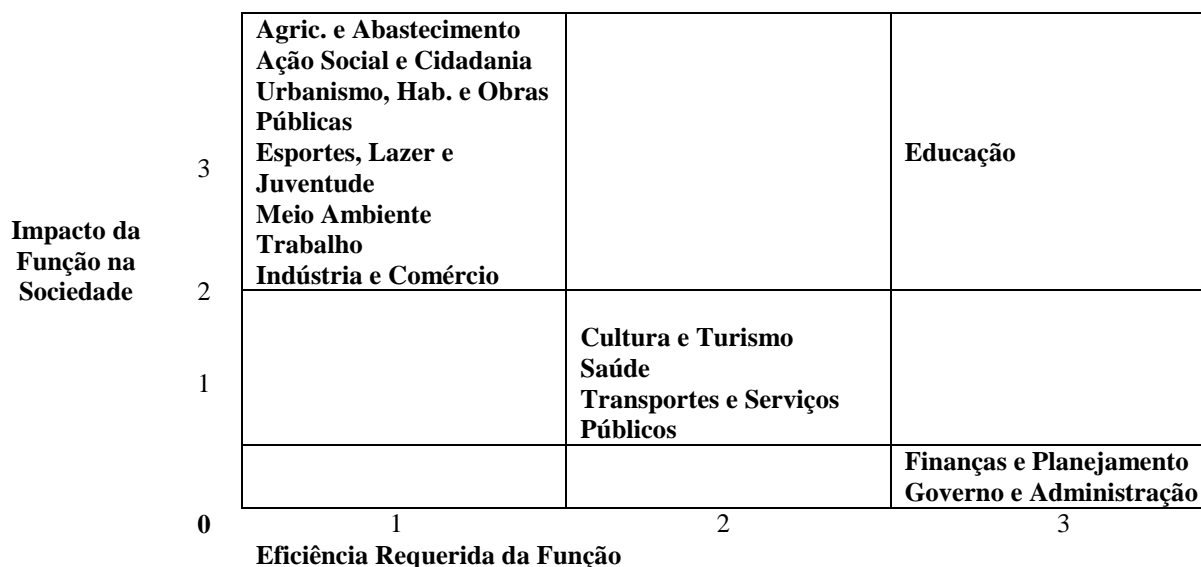 Agric. e Abastecimento
Ação Social e Cidadania
Urbanismo, Hab. e Obras
Públicas
Esportes, Lazer e
Juventude
Meio Ambiente
Trabalho
Indústria e Comércio
Educação
Impacto da
Função na
Sociedade
3
2
1
Cultura e Turismo
Saúde
Transportes e Serviços
Públicos
Finanças e Planejamento
Governo e Administração
0
1
2
3
Eficiência Requerida da Função